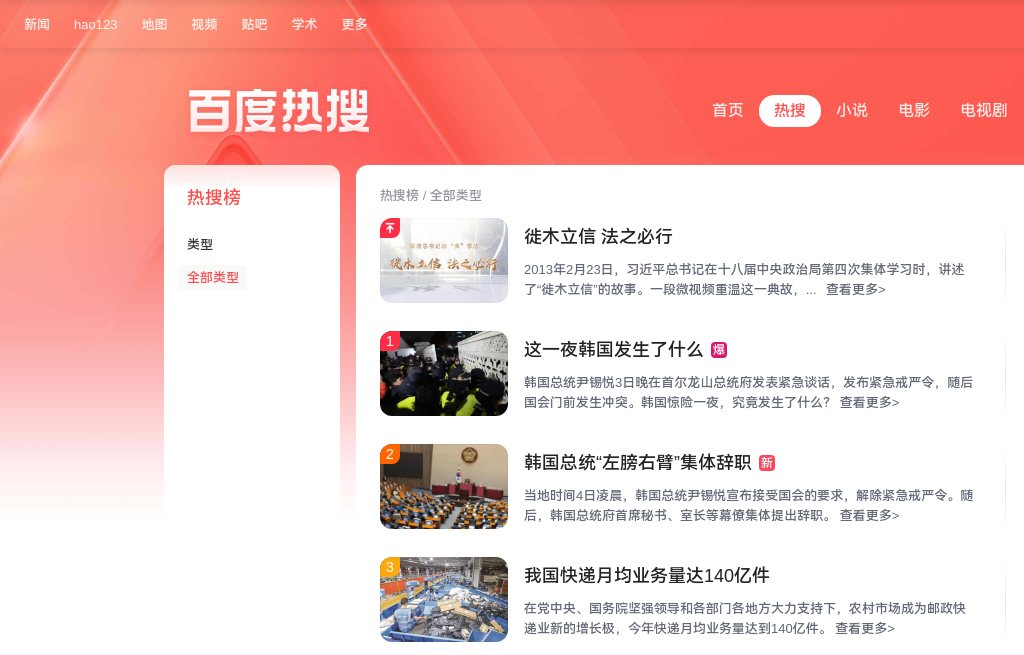 新闻 hao123 地图 视频 贴吧 学术 更多
百度热搜
首页 热搜 小说 电影 电视剧
热搜榜
类型
全部类型
热搜榜 / 全部类型
徙木立信 法之必行
徙木立信 法之必行
2013年2月23日，习近平总书记在十八届中央政治局第四次集体学习时，讲述
了“徙木立信”的故事。一段微视频重温这一典故，... 查看更多>
1
这一夜韩国发生了什么 爆
韩国总统尹锡悦3日晚在首尔龙山总统府发表紧急谈话，发布紧急戒严令，随后
国会门前发生冲突。韩国惊险一夜，究竟发生了什么？ 查看更多>
2
韩国总统“左膀右臂”集体辞职 新
当地时间4日凌晨，韩国总统尹锡悦宣布接受国会的要求，解除紧急戒严令。随
后，韩国总统府首席秘书、室长等幕僚集体提出辞职。 查看更多>
3
我国快递月均业务量达140亿件
在党中央、国务院坚强领导和各部门各地方大力支持下，农村市场成为邮政快
递业新的增长极，今年快递月均业务量达到140亿件。 查看更多>